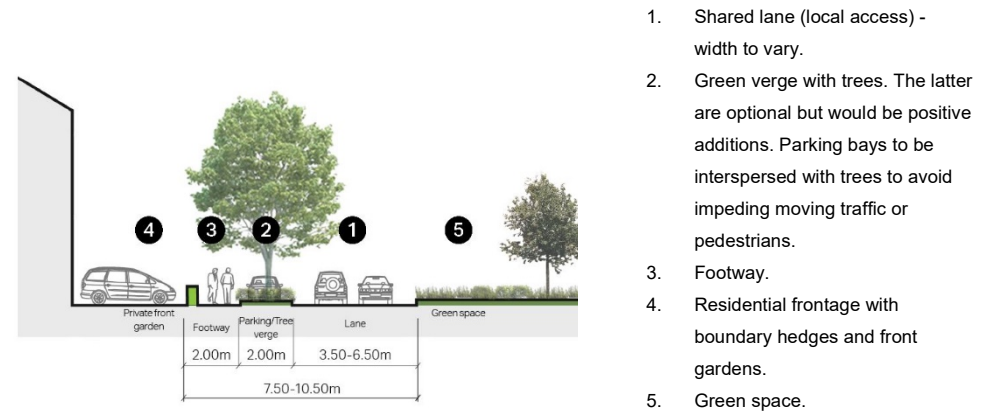 4
3
2
1
5
Private front
garden
Footway
Parking/Tree
verge
Lane
Green space
2.00m
2.00m
3.50-6.50m
7.50-10.50m
1. Shared lane (local access) -
width to vary.
2. Green verge with trees. The latter
are optional but would be positive
additions. Parking bays to be
interspersed with trees to avoid
impeding moving traffic or
pedestrians.
3. Footway.
4. Residential frontage with
boundary hedges and front
gardens.
5. Green space.